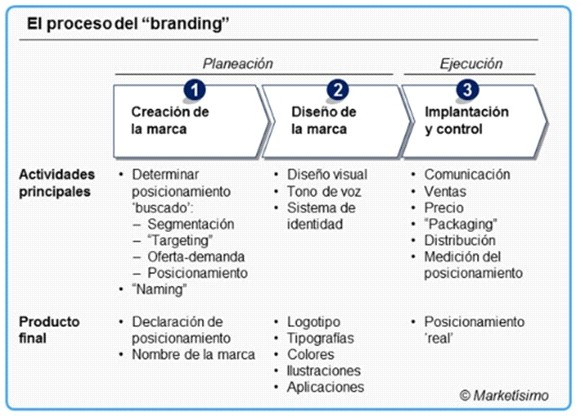 El proceso del “branding”
Planeación
Ejecución
1
2
3
Creación de
la marca
Diseño de
la marca
Implantación
y control
Actividades
principales
• Determinar
posicionamiento
‘buscado’:
– Segmentación
– “Targeting”
– Oferta-demanda
– Posicionamiento
• “Naming”
• Diseño visual
• Tono de voz
• Sistema de
identidad
• Comunicación
• Ventas
• Precio
• “Packaging”
• Distribución
• Medición del
posicionamiento
Producto
final
• Declaración de
posicionamiento
• Nombre de la marca
• Logotipo
• Tipografías
• Colores
• Ilustraciones
• Aplicaciones
• Posicionamiento
‘real’
© Marketísimo